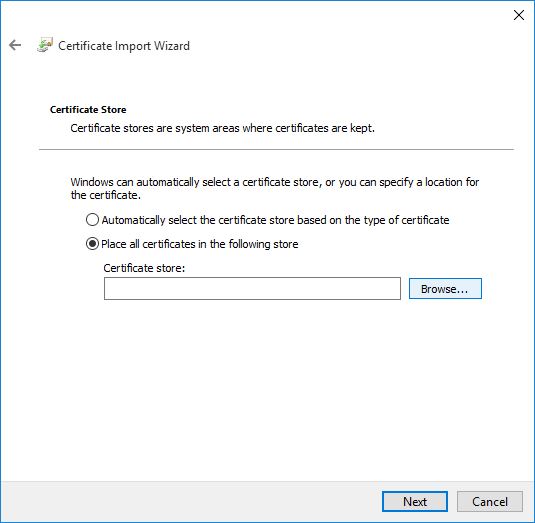 Certificate Import Wizard
Certificate Store
Certificate stores are system areas where certificates are kept.
Windows can automatically select a certificate store, or you can specify a location for
the certificate.
Automatically select the certificate store based on the type of certificate
Place all certificates in the following store
Certificate store:
Browse...
Next
Cancel